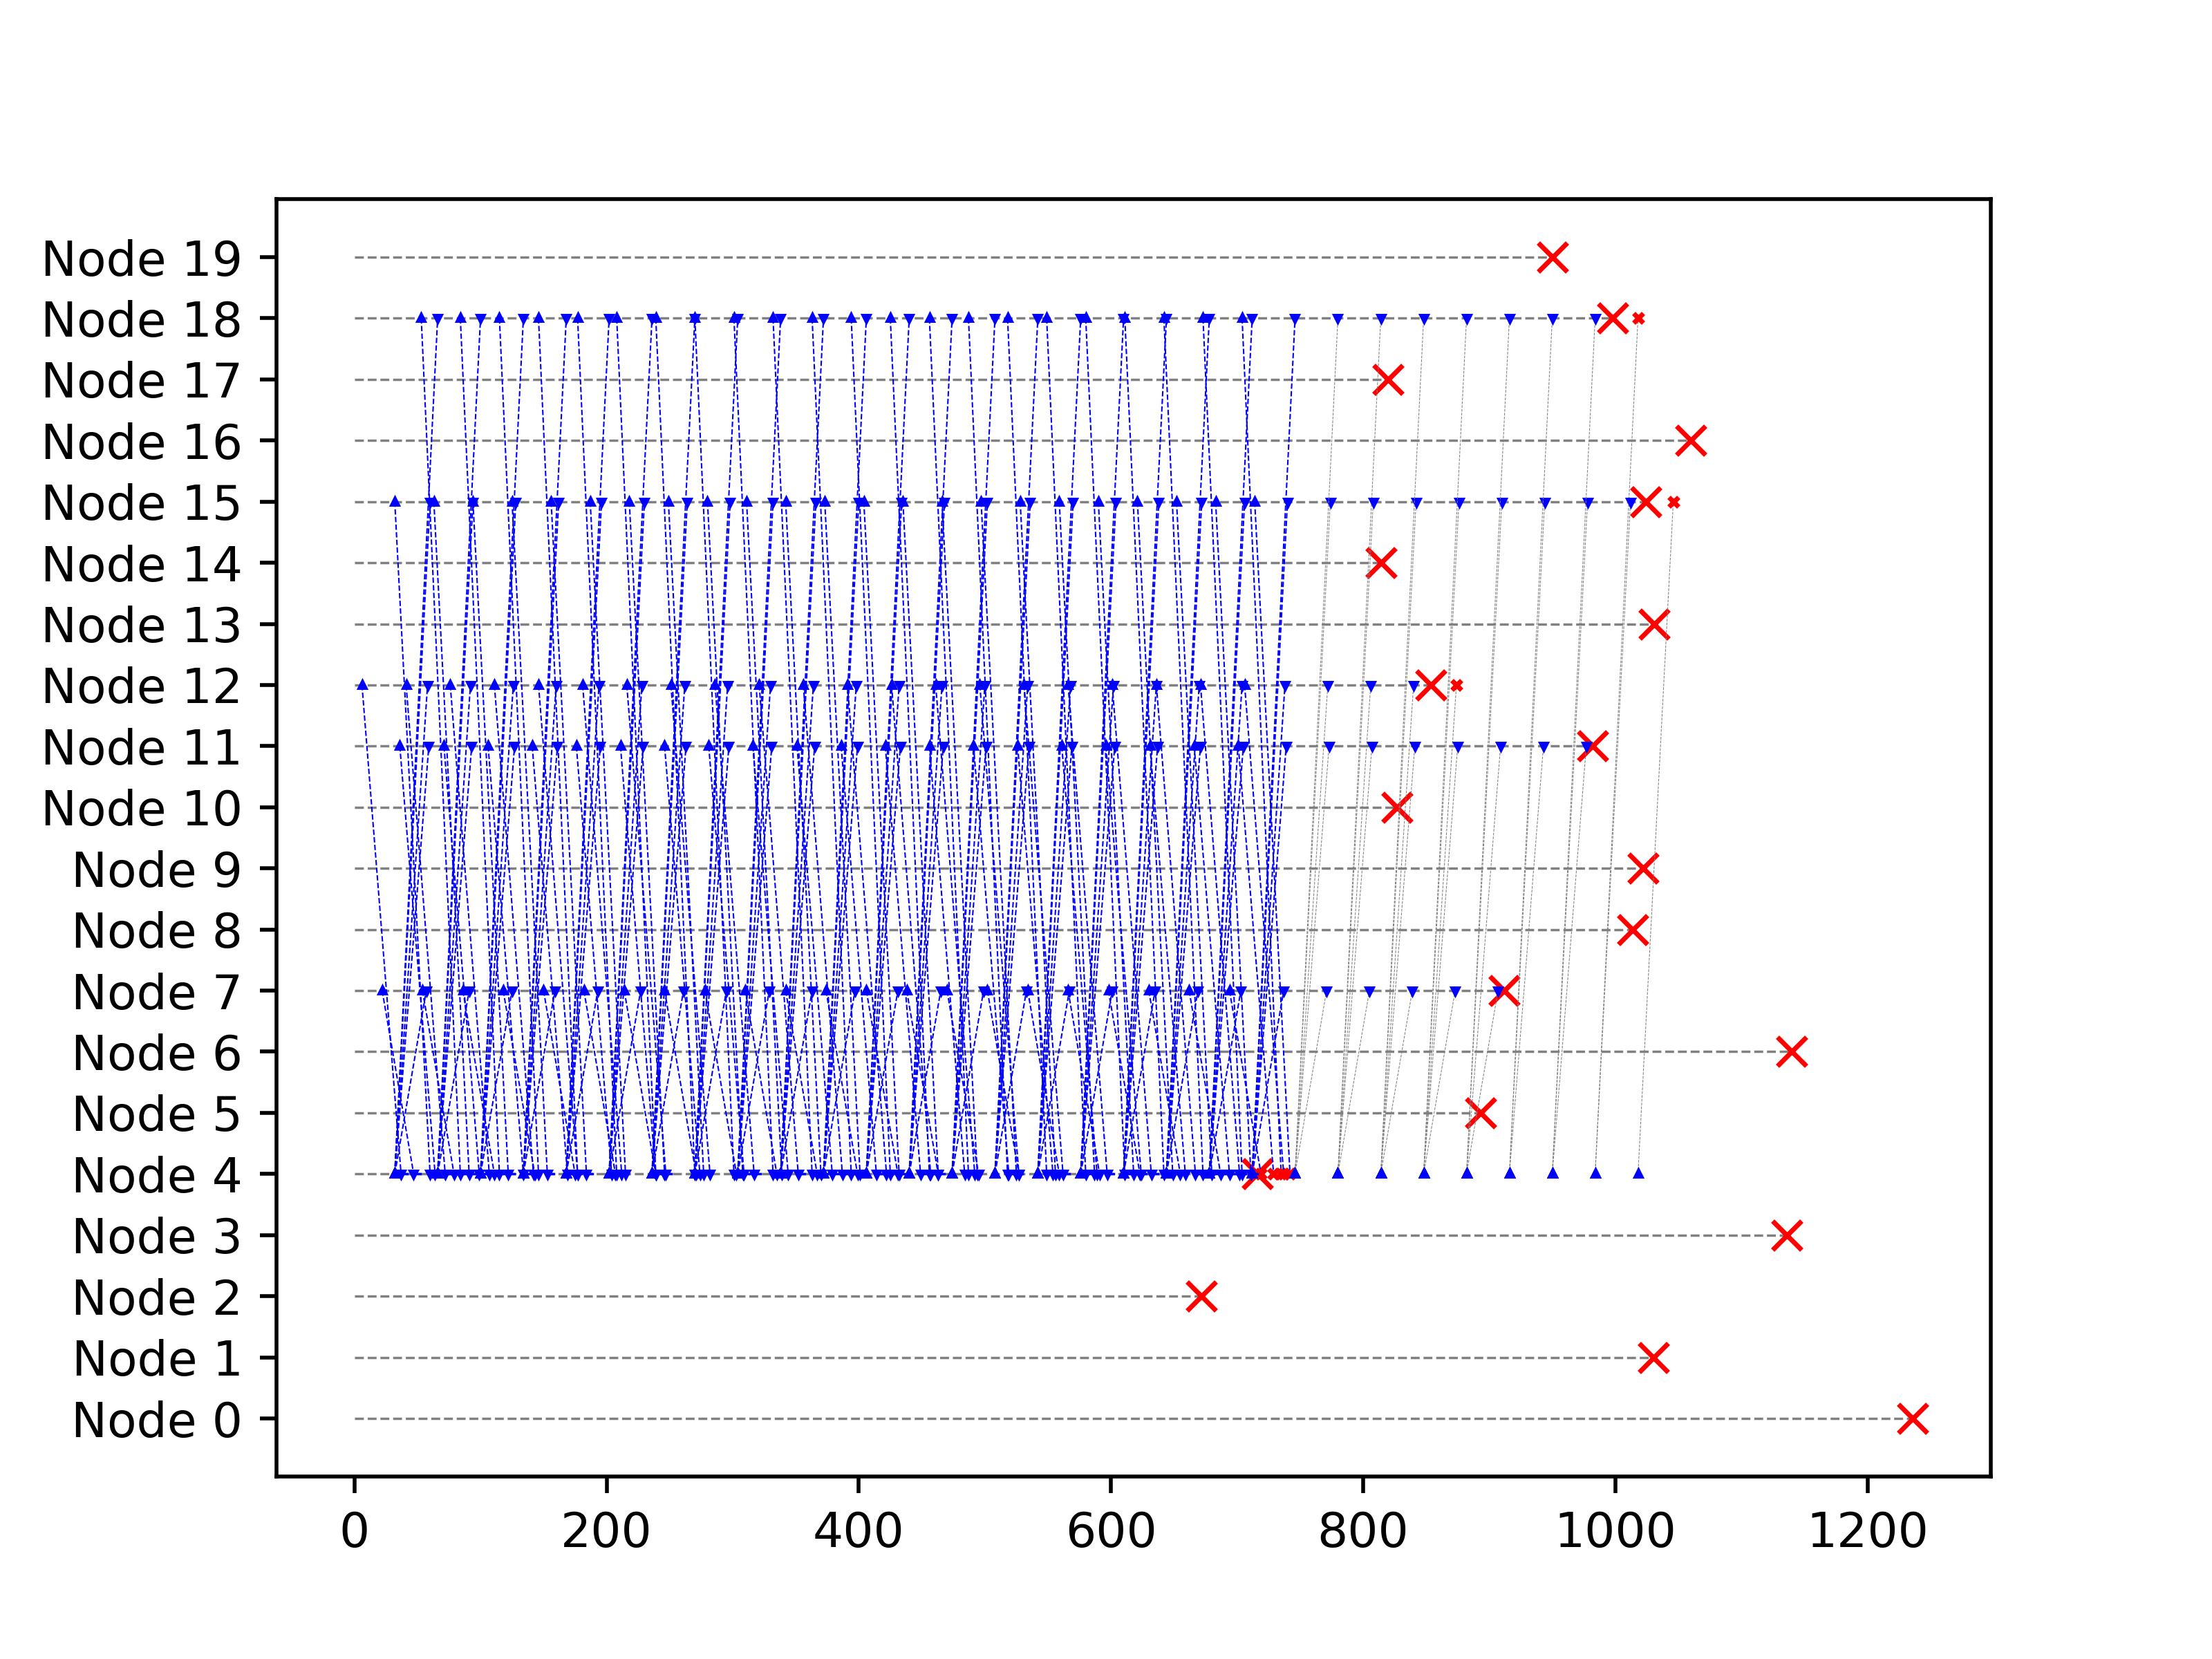 Node 19
Node 18
Node 17
Node 16
Node 15
Node 14
Node 13
Node 12
Node 11
Node 10
Node 9
Node 8
Node 7
Node 6
Node 5
Node 4
Node 3
Node 2
Node 1
Node 0
0 200 400 600 800 1000 1200